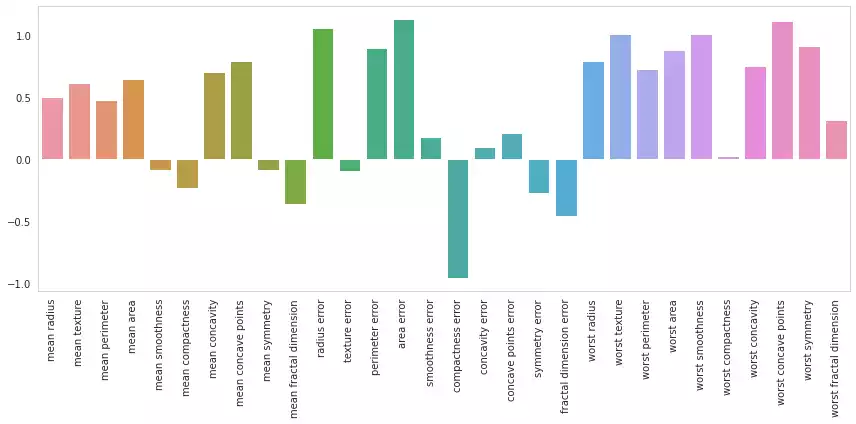 1.0
0.5
0.0
−0.5
−1.0
mean radius
mean texture
mean perimeter
mean area
mean smoothness
mean compactness
mean concavity
mean concave points
mean symmetry
mean fractal dimension
radius error
texture error
perimeter error
area error
smoothness error
compactness error
concavity error
concave points error
symmetry error
fractal dimension error
worst radius
worst texture
worst perimeter
worst area
worst smoothness
worst compactness
worst concavity
worst concave points
worst symmetry
worst fractal dimension